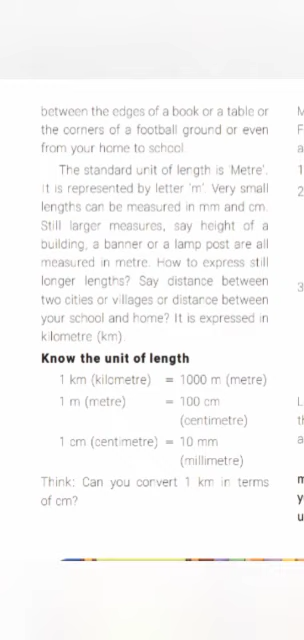 between the edges of a book or a table or
the corners of a football ground or even
from your home to school.
The standard unit of length is 'Metre'.
It is represented by letter 'm'. Very small
lengths can be measured in mm and cm.
Still larger measures, say height of a
building, a banner or a lamp post are all
measured in metre. How to express still
longer lengths? Say distance between
two cities or villages or distance between
your school and home? It is expressed in
kilometre (km).
Know the unit of length
1 km (kilometre) = 1000 m (metre)
1 m (metre) = 100 cm
(centimetre)
1 cm (centimetre) = 10 mm
(millimetre)
Think: Can you convert 1 km in terms
of cm?